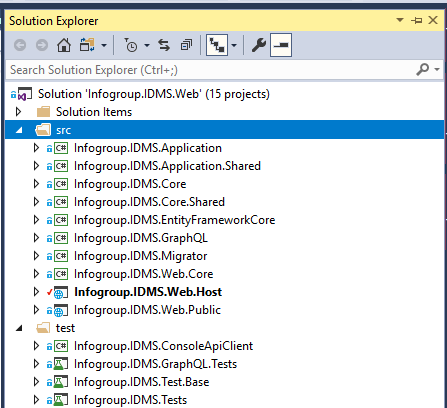 Solution Explorer
Search Solution Explorer (Ctrl+;)
Solution 'Infogroup.IDMS.Web' (15 projects)
Solution Items
src
C# Infogroup.IDMS.Application
C# Infogroup.IDMS.Application.Shared
C# Infogroup.IDMS.Core
C# Infogroup.IDMS.Core.Shared
C# Infogroup.IDMS.EntityFrameworkCore
C# Infogroup.IDMS.GraphQL
C# Infogroup.IDMS.Migrator
C# Infogroup.IDMS.Web.Core
Infogroup.IDMS.Web.Host
Infogroup.IDMS.Web.Public
test
C# Infogroup.IDMS.ConsoleApiClient
Infogroup.IDMS.GraphQL.Tests
Infogroup.IDMS.Test.Base
Infogroup.IDMS.Tests